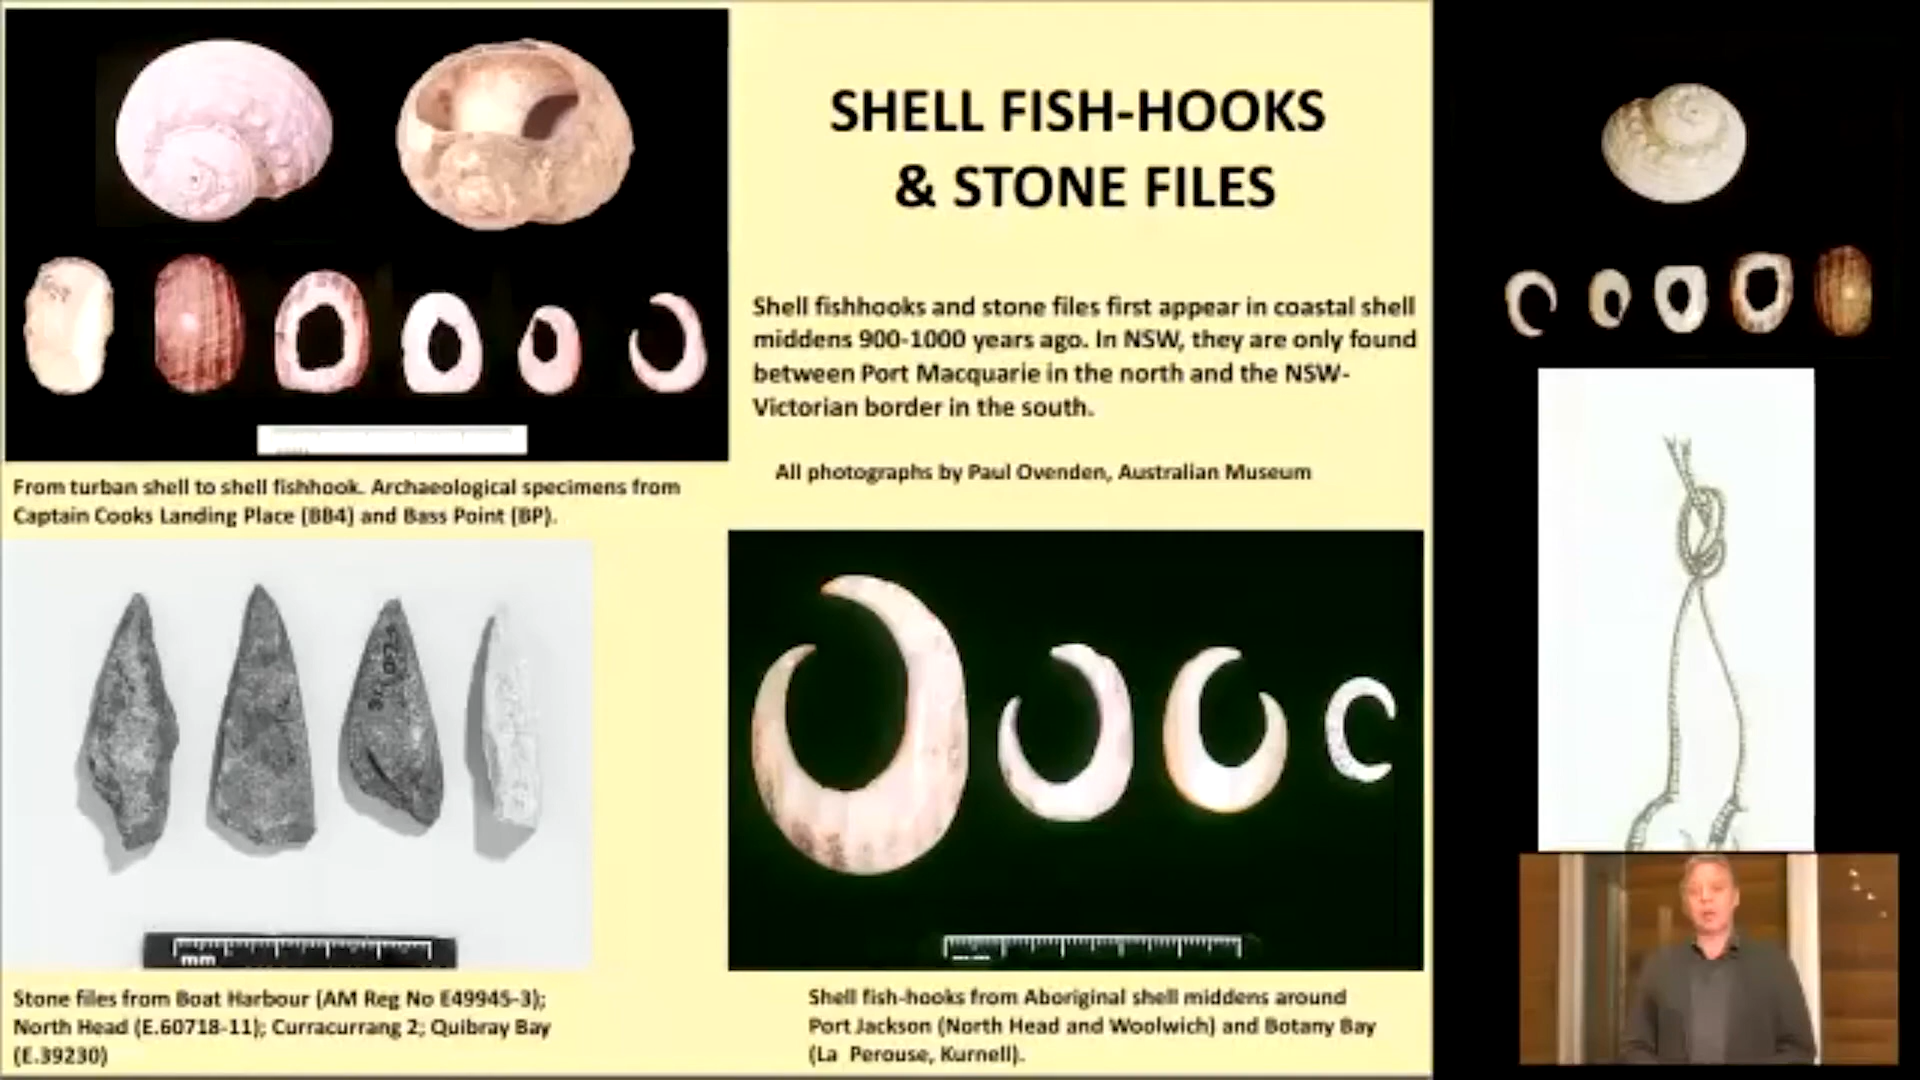 SHELL FISH-HOOKS
& STONE FILES
Shell fishhooks and stone files first appear in coastal shell
middens 900-1000 years ago. In NSW, they are only found
between Port Macquarie in the north and the NSW-
Victorian border in the south.
All photographs by Paul Ovenden, Australian Museum
From turban shell to shell fishhook. Archaeological specimens from
Captain Cooks Landing Place (BB4) and Bass Point (BP).
mm
Stone files from Boat Harbour (AM Reg No E49945-3);
North Head (E.60718-11); Curracurrang 2; Quibray Bay
(E.39230)
Shell fish-hooks from Aboriginal shell middens around
Port Jackson (North Head and Woolwich) and Botany Bay
(La Perouse, Kurnell).